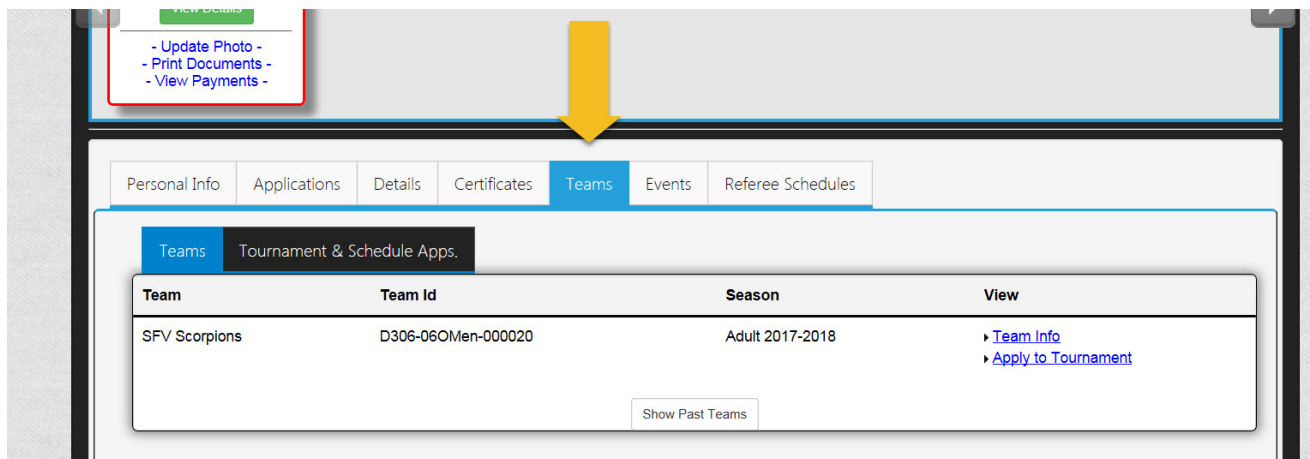 View Details
- Update Photo -
- Print Documents -
- View Payments -
Personal Info Applications Details Certificates Teams Events Referee Schedules
Teams Tournament & Schedule Apps.
Team Team Id Season View
SFV Scorpions D306-06OMen-000020 Adult 2017-2018 Team Info
Apply to Tournament
Show Past Teams